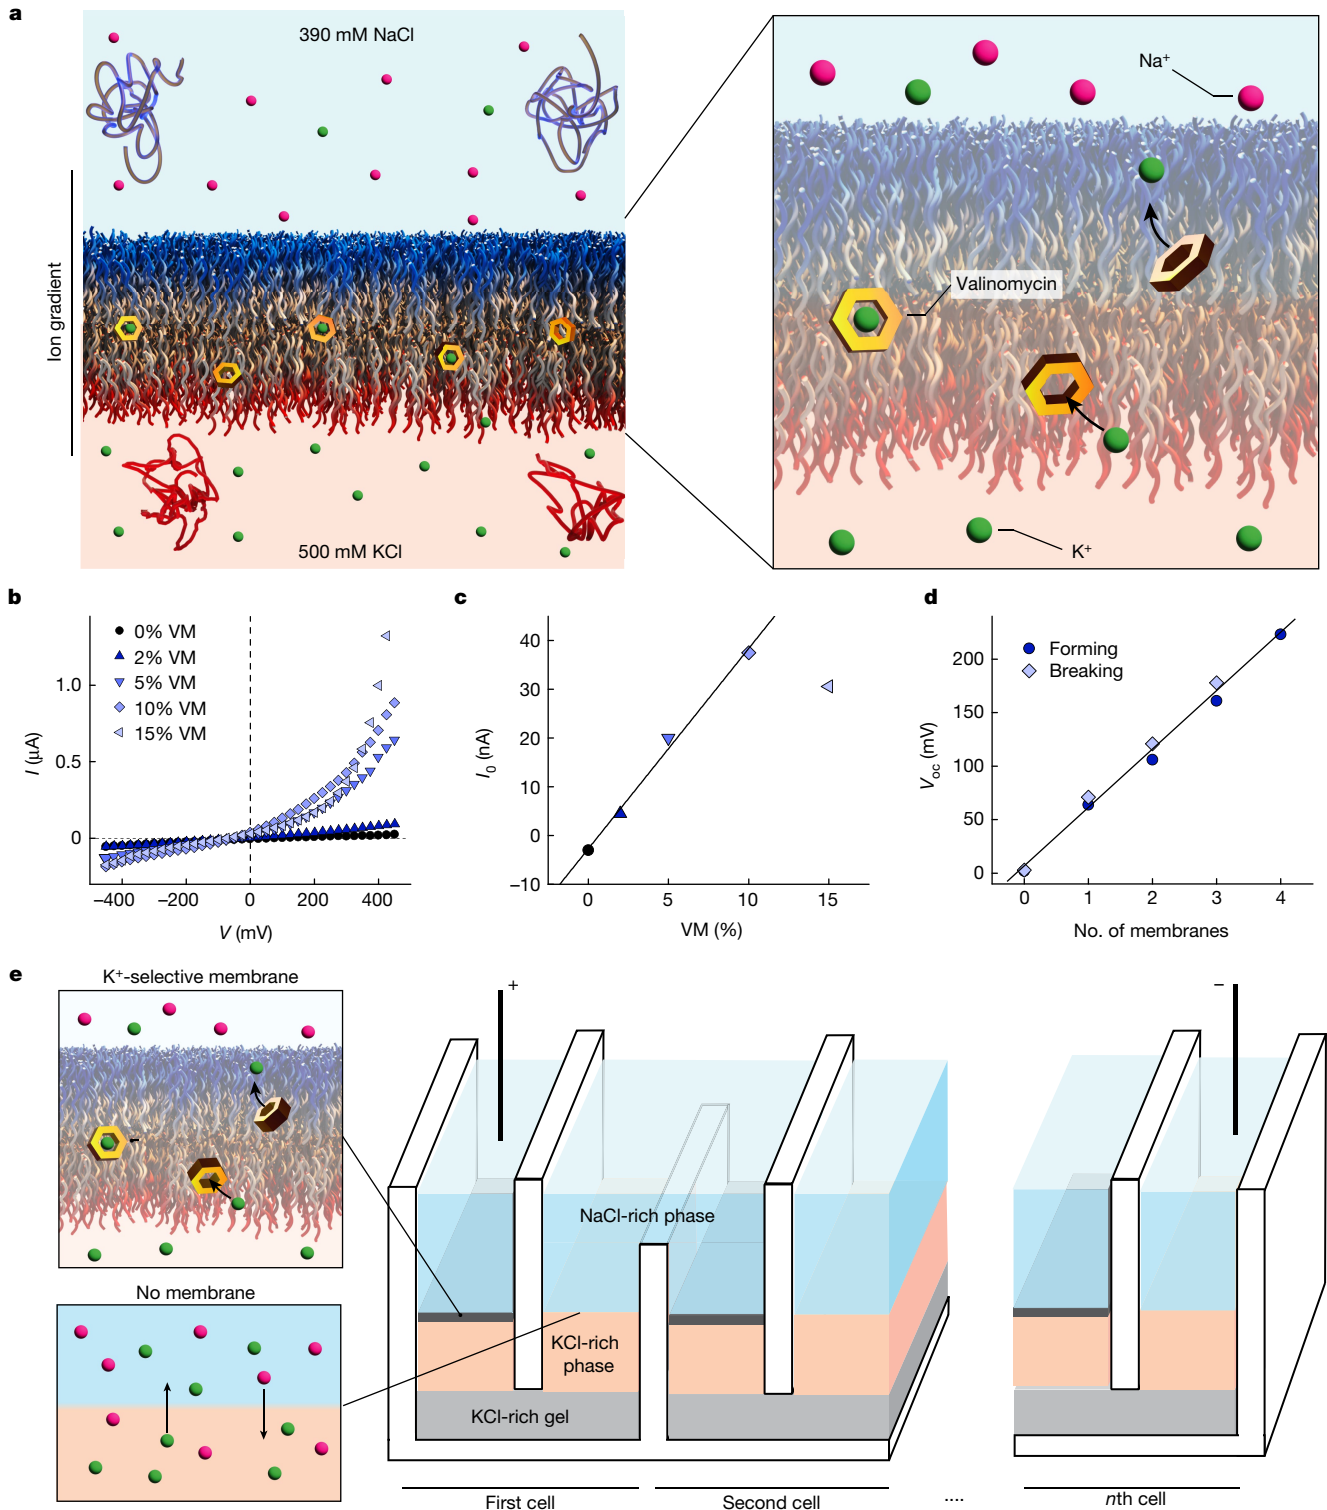 a
390 mM NaCl
Ion gradient
500 mM KCl
Na⁺
Valinomycin
K⁺
b
0% VM
2% VM
5% VM
10% VM
15% VM
1.0
0.5
0
I (μA)
−400
−200
0
200
400
V (mV)
c
40
30
20
10
0
−10
I₀ (nA)
0
5
10
15
VM (%)
d
Forming
Breaking
200
150
100
50
0
V_oc (mV)
0
1
2
3
4
No. of membranes
e
K⁺-selective membrane
No membrane
+
−
NaCl-rich phase
KCl-rich
phase
KCl-rich gel
First cell
Second cell
....
nth cell